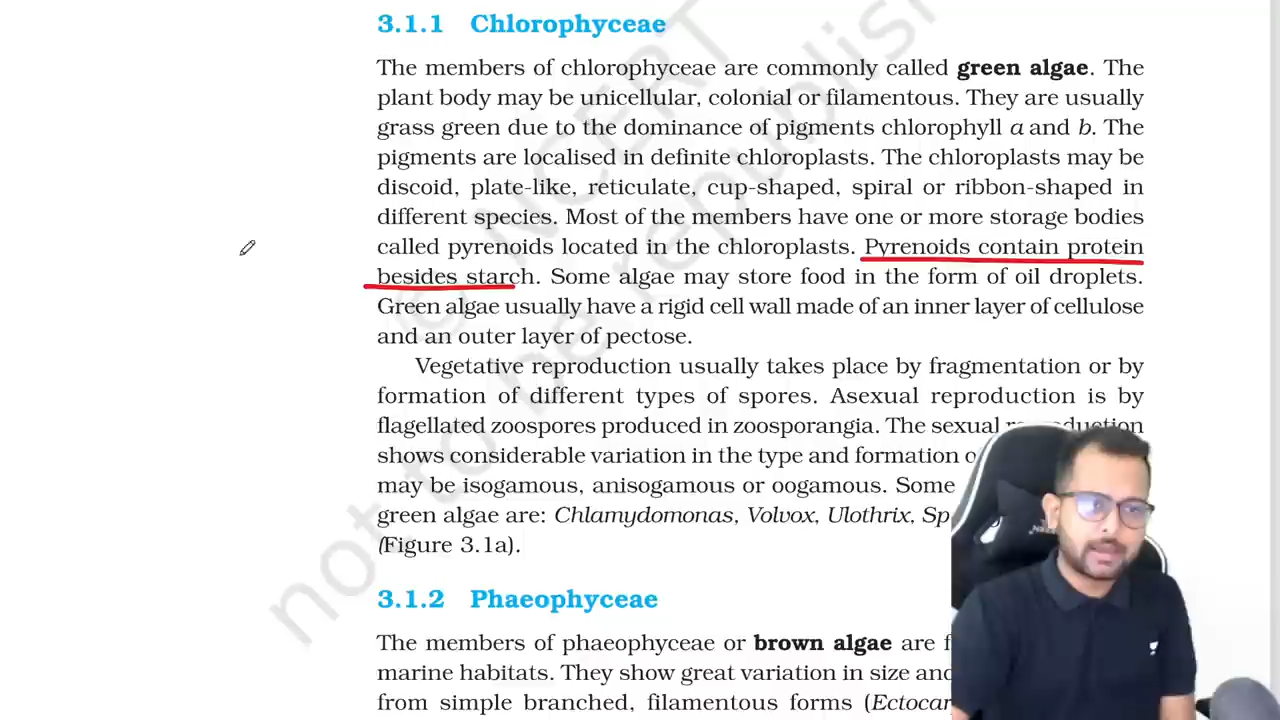 3.1.1 Chlorophyceae
The members of chlorophyceae are commonly called green algae. The
plant body may be unicellular, colonial or filamentous. They are usually
grass green due to the dominance of pigments chlorophyll a and b. The
pigments are localised in definite chloroplasts. The chloroplasts may be
discoid, plate-like, reticulate, cup-shaped, spiral or ribbon-shaped in
different species. Most of the members have one or more storage bodies
called pyrenoids located in the chloroplasts. Pyrenoids contain protein
besides starch. Some algae may store food in the form of oil droplets.
Green algae usually have a rigid cell wall made of an inner layer of cellulose
and an outer layer of pectose.
Vegetative reproduction usually takes place by fragmentation or by
formation of different types of spores. Asexual reproduction is by
flagellated zoospores produced in zoosporangia. The sexual reproduction
shows considerable variation in the type and formation
may be isogamous, anisogamous or oogamous. Some
green algae are: Chlamydomonas, Volvox, Ulothrix, Sp
(Figure 3.1a).
3.1.2 Phaeophyceae
The members of phaeophyceae or brown algae are
marine habitats. They show great variation in size and
from simple branched, filamentous forms (Ectocar
© NCERT
not to be republish